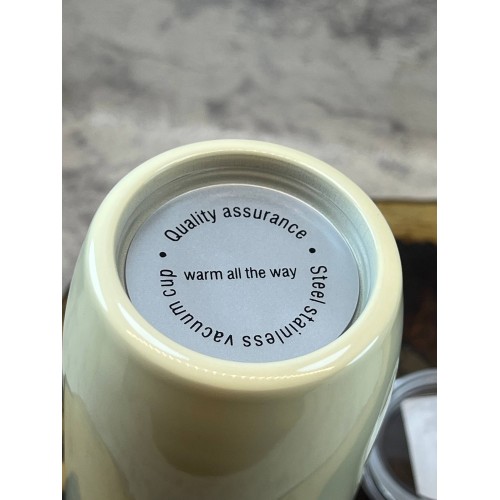 Quality assurance
warm all the way
Steel stainless vacuum cup